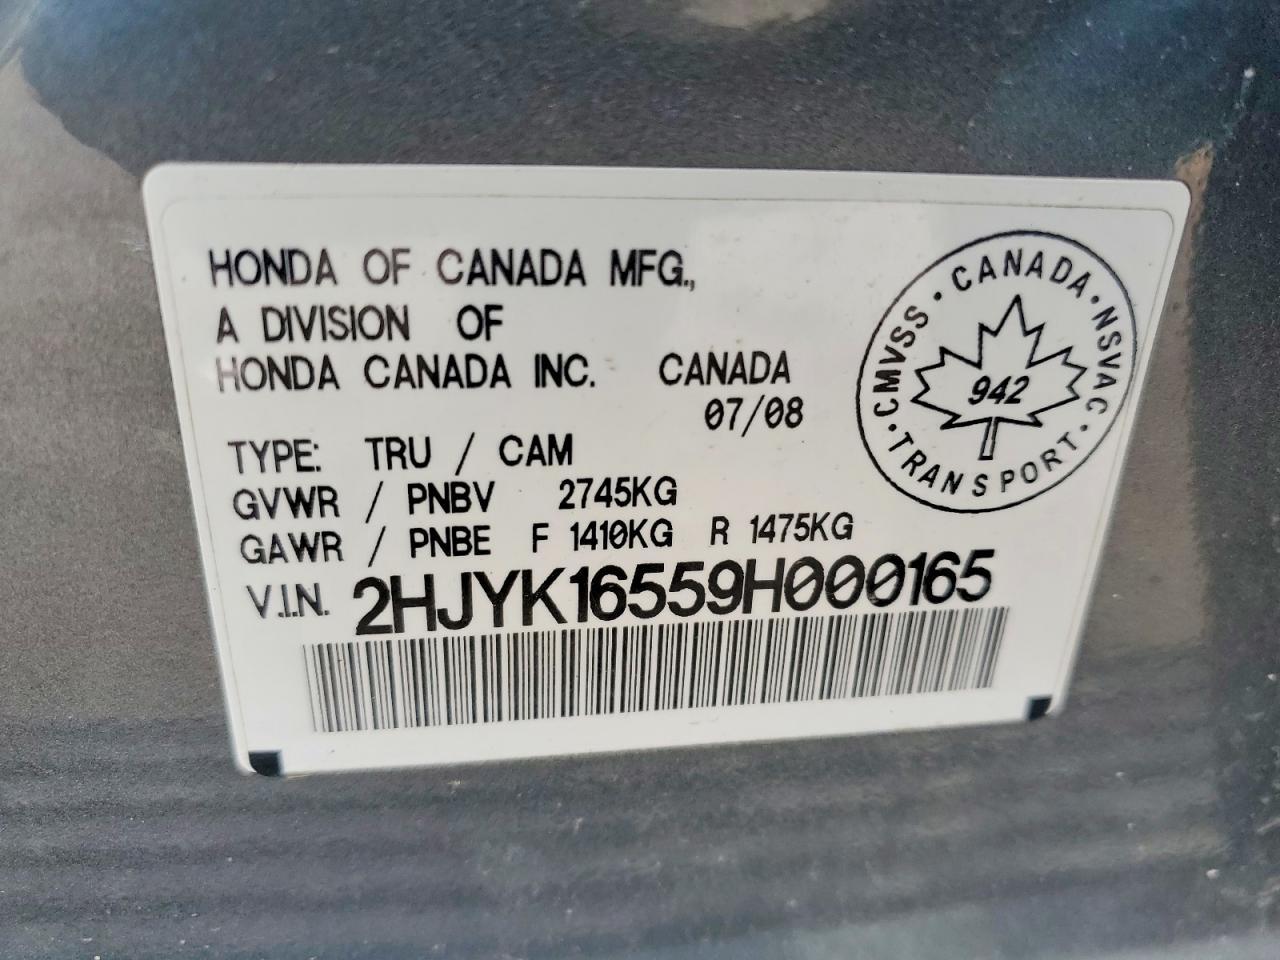 HONDA OF CANADA MFG.,
A DIVISION OF
HONDA CANADA INC. CANADA
07/08
TYPE: TRU / CAM
GVWR / PNBV 2745KG
GAWR / PNBE F 1410KG R 1475KG
V.I.N. 2HJYK16559H000165
CANADA • NSVAC • TRANSPORT • CMVSS •
942